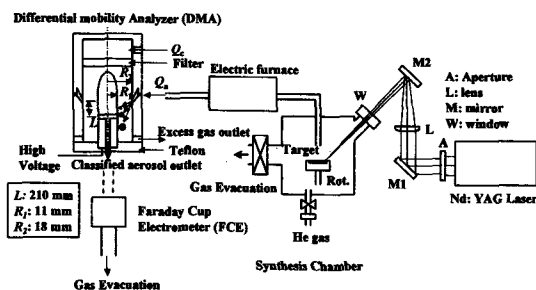 Differential mobility Analyzer (DMA)
Qc
Filter
R
R
L
Qa
Electric furnace
Excess gas outlet
Teflon
High
Voltage
Classified aerosol outlet
L: 210 mm
R1: 11 mm
R2: 18 mm
Faraday Cup
Electrometer (FCE)
Gas Evacuation
Gas Evacuation
Target
Rot.
He gas
Synthesis Chamber
W
M2
L
M1
A
A: Aperture
L: lens
M: mirror
W: window
Nd: YAG Laser